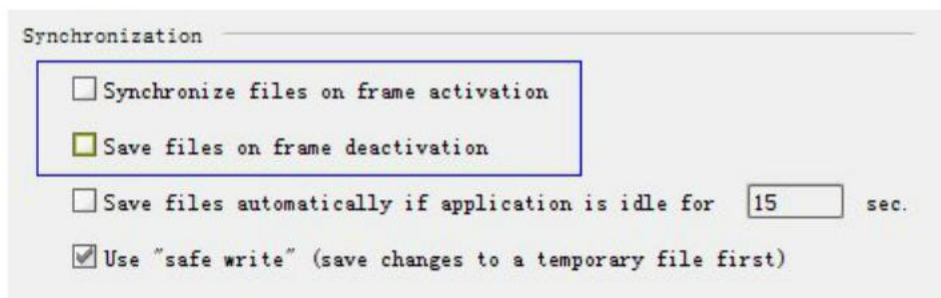 Synchronization
Synchronize files on frame activation
Save files on frame deactivation
Save files automatically if application is idle for 15 sec.
Use "safe write" (save changes to a temporary file first)